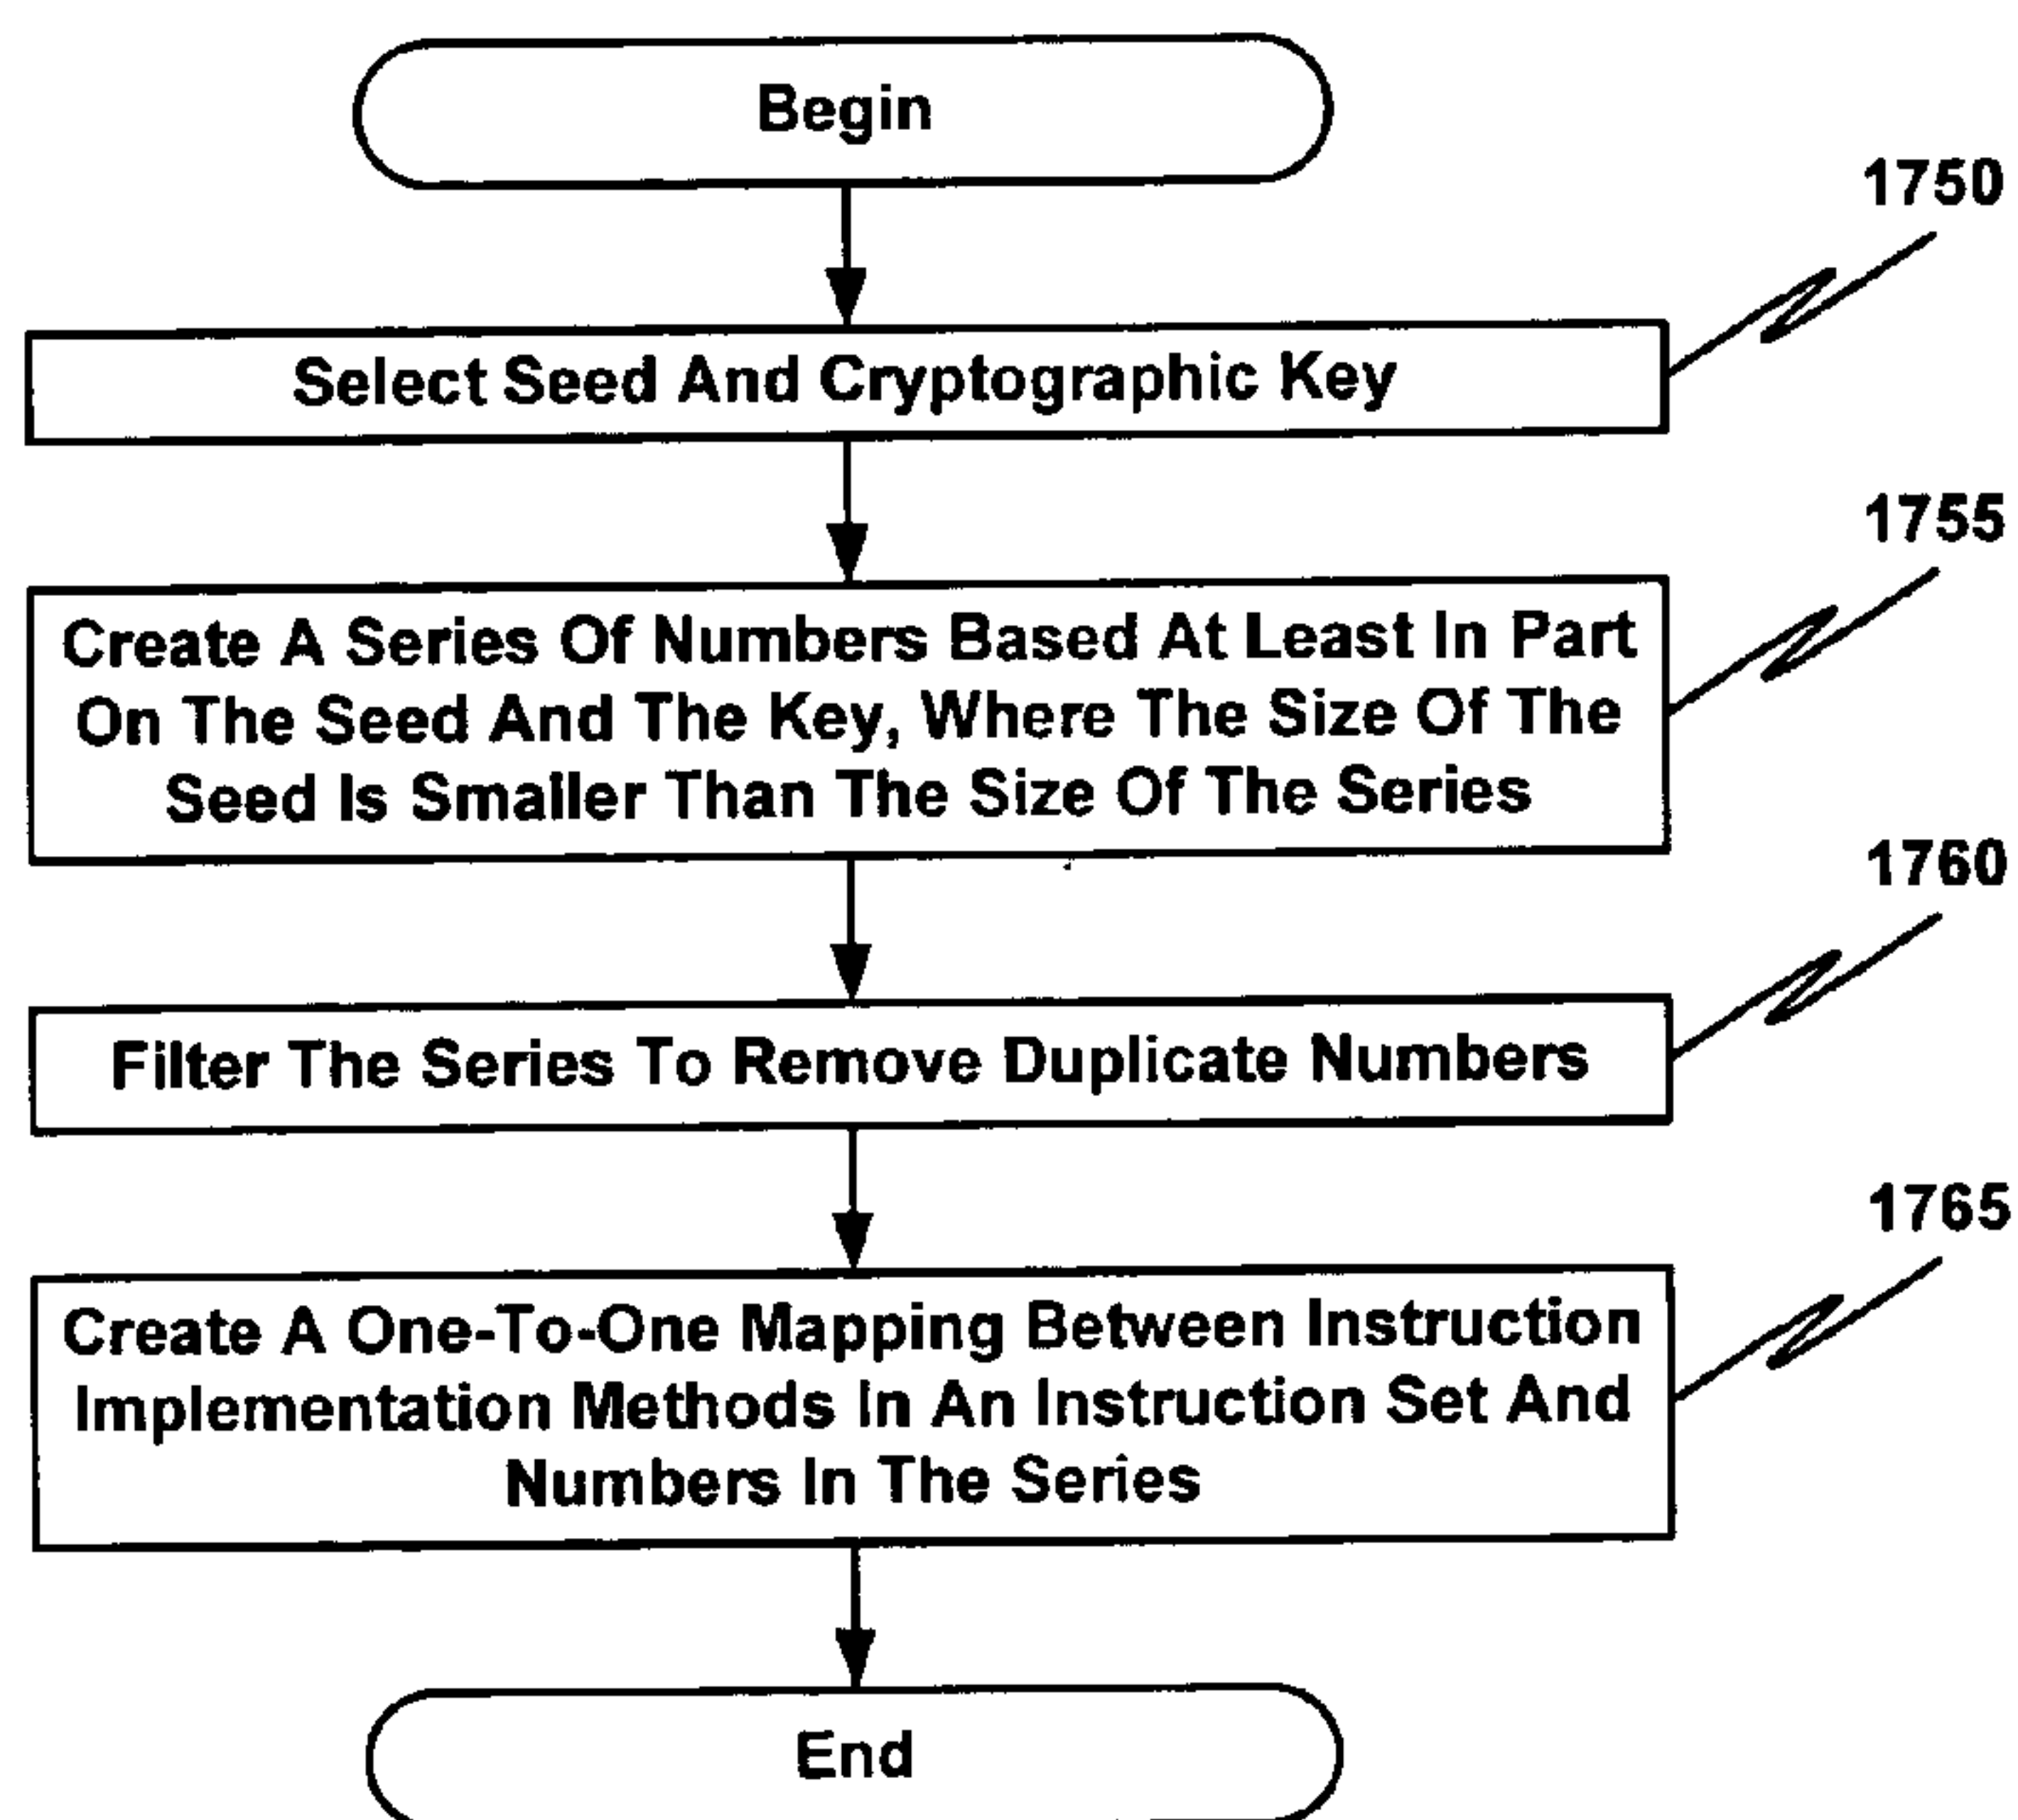 Begin
1750
Select Seed And Cryptographic Key
1755
Create A Series Of Numbers Based At Least In Part
On The Seed And The Key, Where The Size Of The
Seed Is Smaller Than The Size Of The Series
1760
Filter The Series To Remove Duplicate Numbers
1765
Create A One-To-One Mapping Between Instruction
Implementation Methods In An Instruction Set And
Numbers In The Series
End